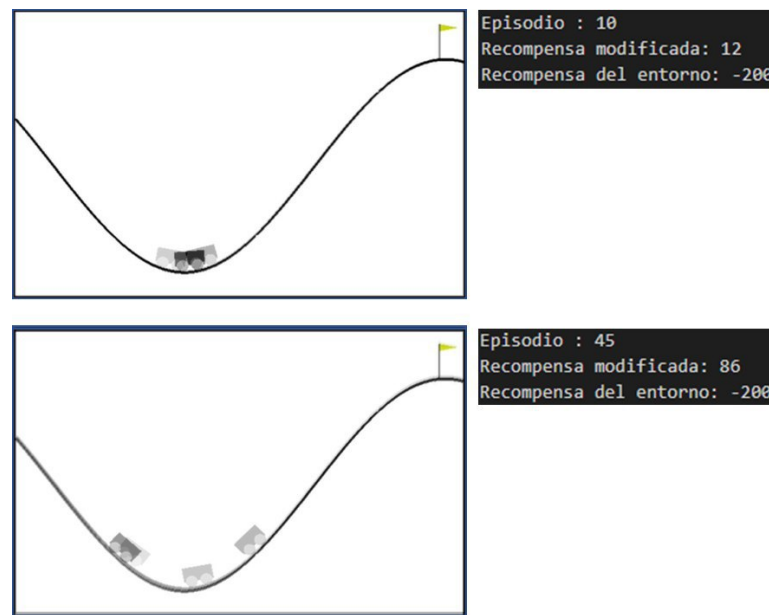 Episodio : 10
Recompensa modificada: 12
Recompensa del entorno: -200
Episodio : 45
Recompensa modificada: 86
Recompensa del entorno: -200